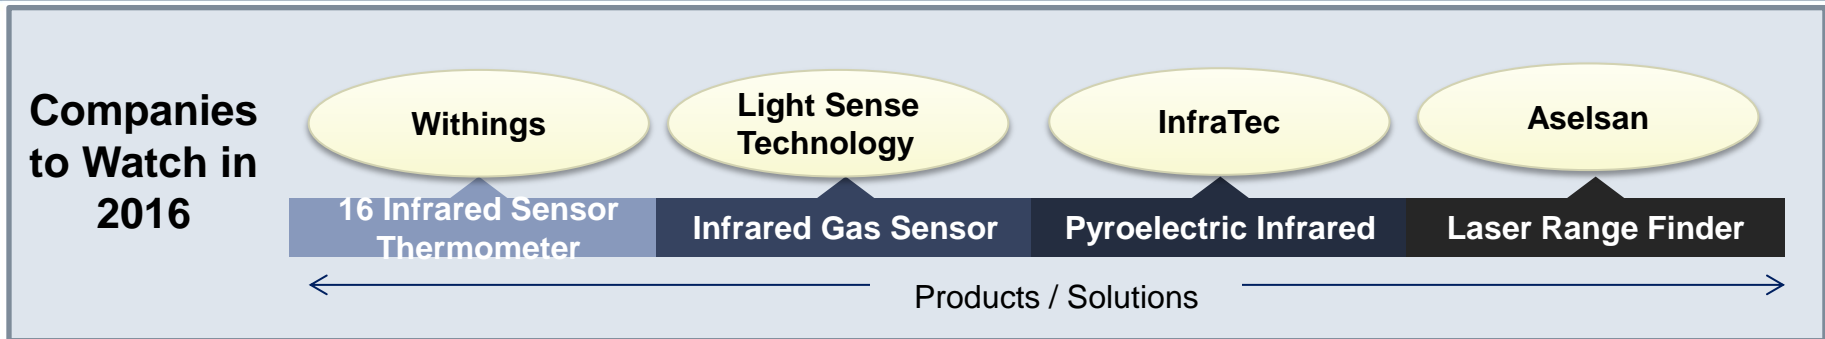 Companies
to Watch in
2016
Withings
Light Sense
Technology
InfraTec
Aselsan
16 Infrared Sensor
Thermometer
Infrared Gas Sensor
Pyroelectric Infrared
Laser Range Finder
Products / Solutions